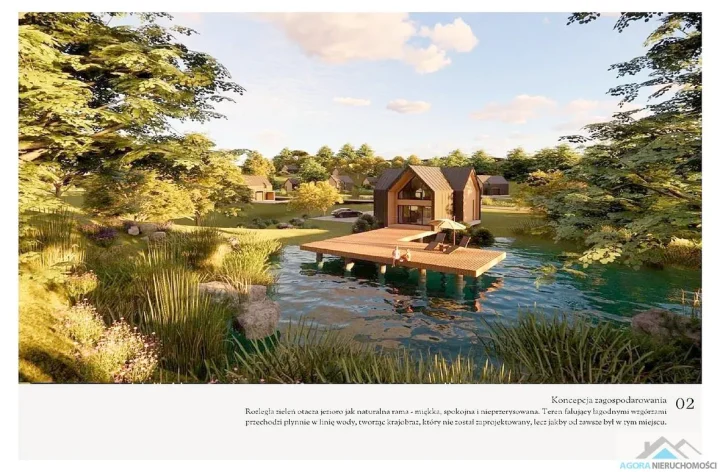 Koncepcja zagospodarowania 02
Rozległa zieleń otacza jezioro jak naturalna rama - miękka, spokojna i nieprzerywana. Teren falujący łagodnymi wzgórzami
przechodzi płynnie w linię wody, tworząc krajobraz, który nie został zaprojektowany, lecz jakby od zawsze był w tym miejscu.
AGORA NIERUCHOMOŚCI